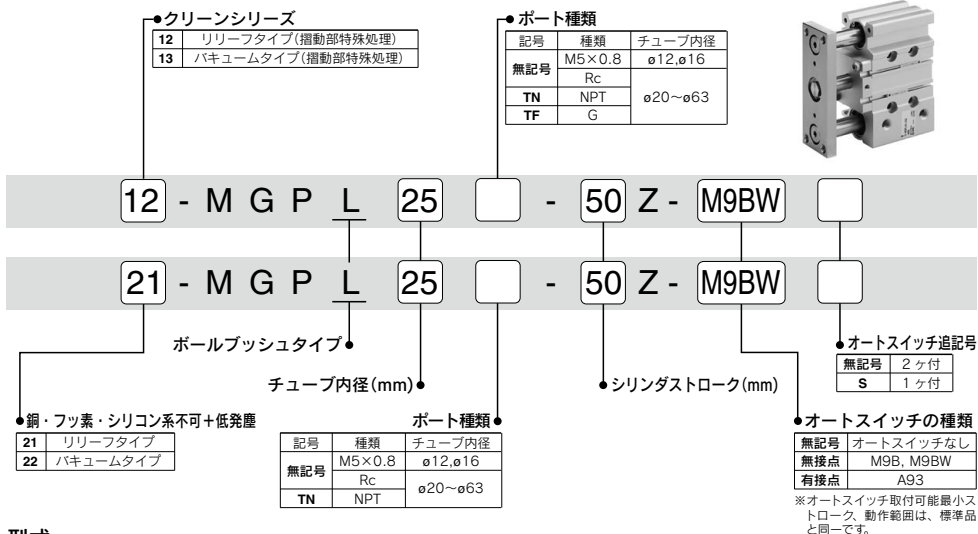 クリーンシリーズ
12 リリーフタイプ(摺動部特殊処理)
13 バキュームタイプ(摺動部特殊処理)
ポート種類
記号 種類 チューブ内径
無記号 M5×0.8 ø12,ø16
Rc ø20〜ø63
TN NPT
TF G
12 - M G P L 25 - 50 Z - M9BW
21 - M G P L 25 - 50 Z - M9BW
ボールブッシュタイプ
チューブ内径(mm)
シリンダストローク(mm)
オートスイッチ追記号
無記号 2ヶ付
S 1ヶ付
銅・フッ素・シリコン系不可+低発塵
21 リリーフタイプ
22 バキュームタイプ
ポート種類
記号 種類 チューブ内径
無記号 M5×0.8 ø12,ø16
Rc ø20〜ø63
TN NPT
オートスイッチの種類
無記号 オートスイッチなし
無接点 M9B, M9BW
有接点 A93
※オートスイッチ取付可能最小ス
トローク、動作範囲は、標準品
と同一です。
型式